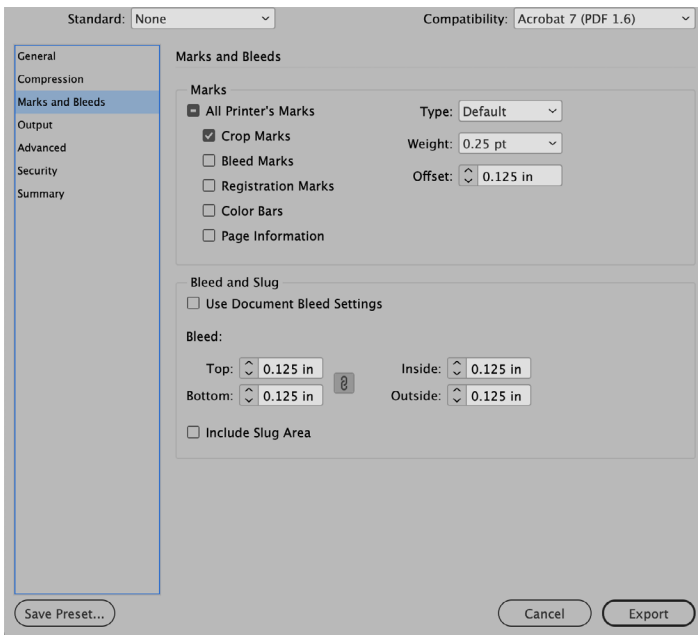 Standard: None Compatibility: Acrobat 7 (PDF 1.6)
General
Compression
Marks and Bleeds
Output
Advanced
Security
Summary
Marks and Bleeds
Marks
All Printer's Marks
Crop Marks
Bleed Marks
Registration Marks
Color Bars
Page Information
Type: Default
Weight: 0.25 pt
Offset: 0.125 in
Bleed and Slug
Use Document Bleed Settings
Bleed:
Top: 0.125 in Inside: 0.125 in
Bottom: 0.125 in Outside: 0.125 in
Include Slug Area
Save Preset... Cancel Export